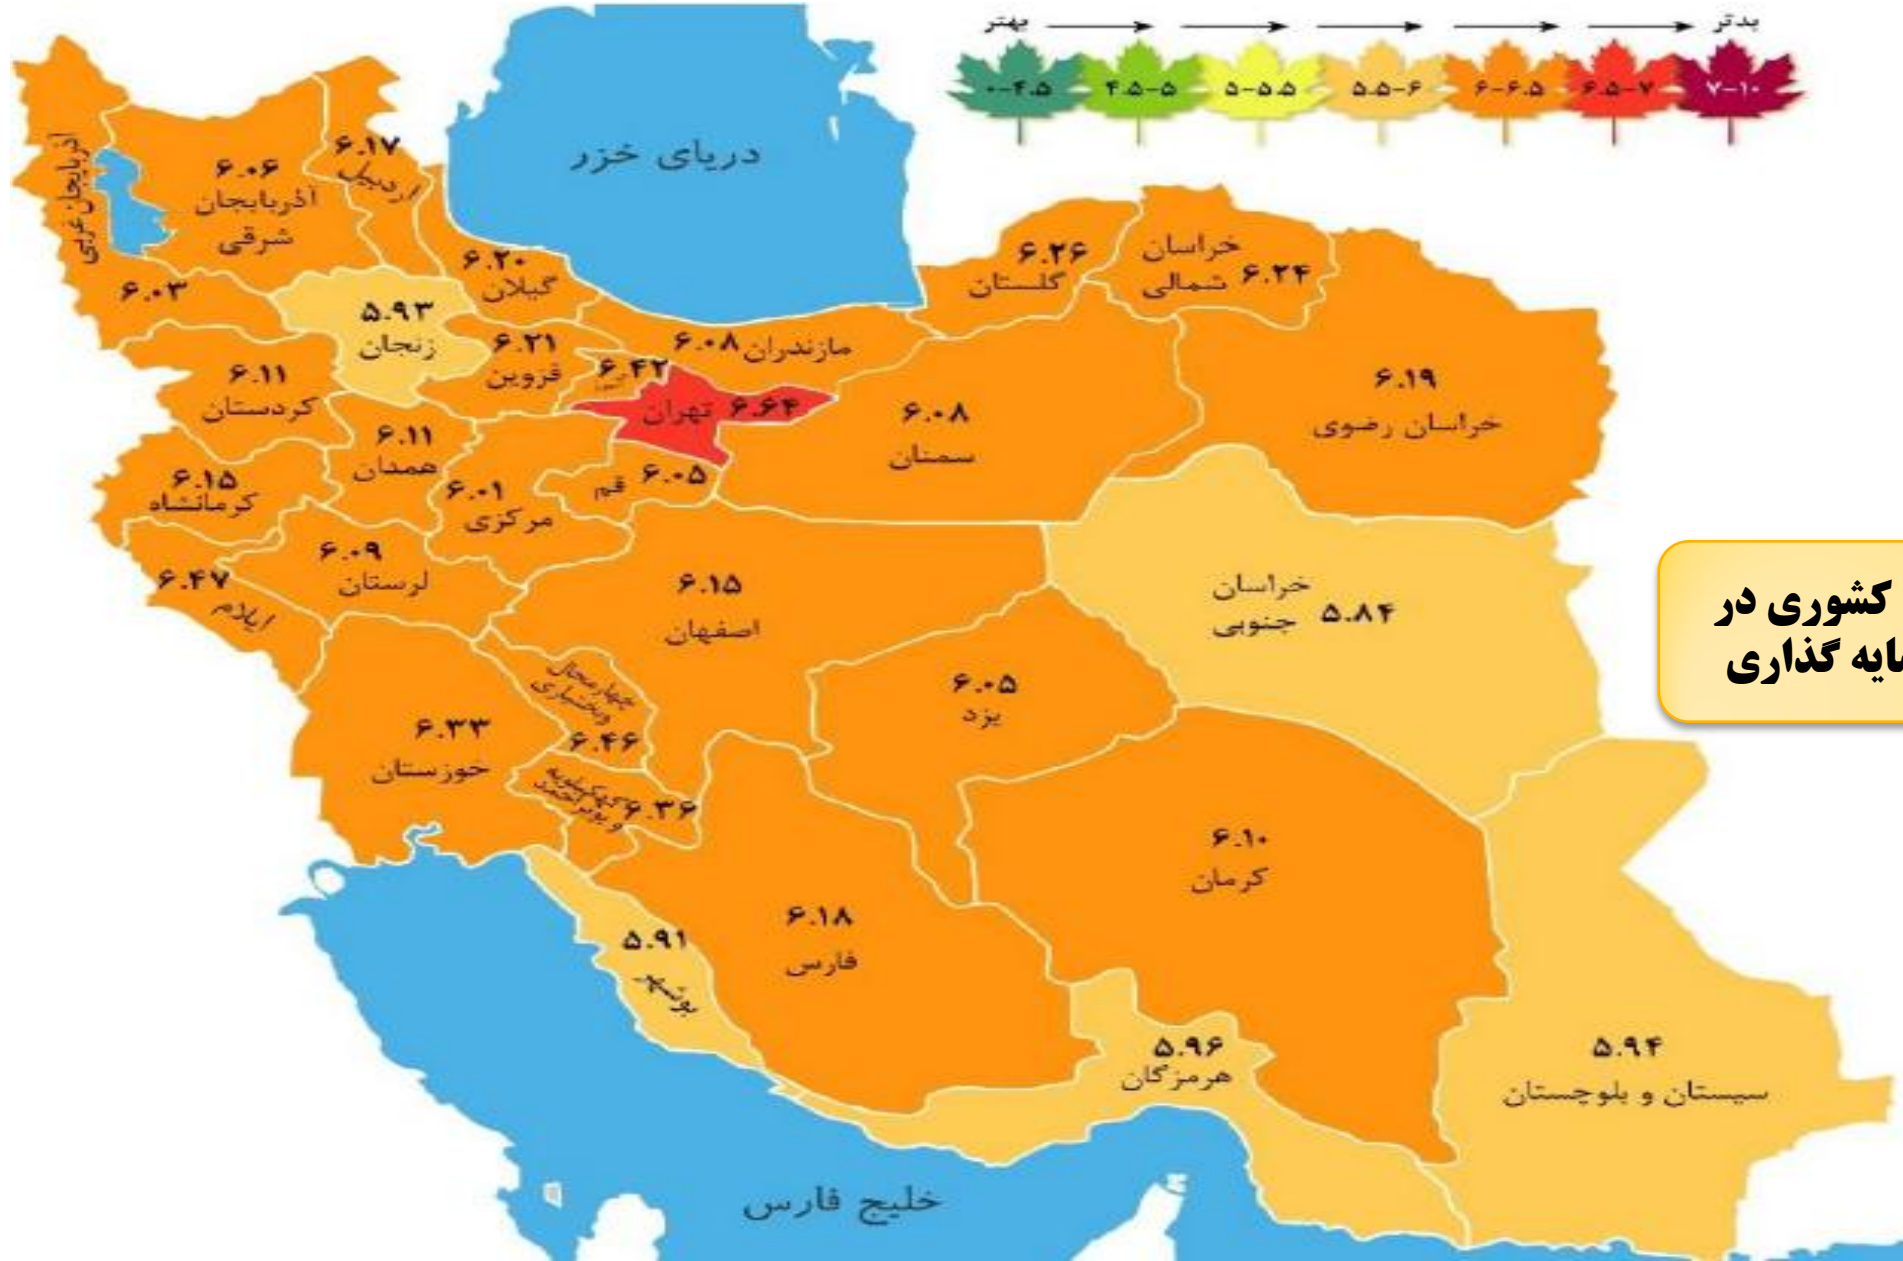 بهتر
بدتر
۰-۴.۵
۴.۵-۵
۵-۵.۵
۵.۵-۶
۶-۶.۵
۶.۵-۷
۷-۱۰
دریای خزر
آذربایجان غربی
۶.۰۳
۶.۰۶
آذربایجان
شرقی
۶.۱۷
اردبیل
۶.۲۰
گیلان
۵.۹۳
زنجان
۶.۲۱
قزوین
۶.۴۲
۶.۰۸ مازندران
۶.۲۶
گلستان
خراسان
شمالی ۶.۲۴
۶.۱۹
خراسان رضوی
۶.۱۱
کردستان
۶.۱۱
همدان
تهران ۶.۶۴
۶.۰۸
سمنان
۶.۱۵
کرمانشاه
۶.۰۱
مرکزی
قم ۶.۰۵
۶.۴۷
ایلام
۶.۰۹
لرستان
۶.۱۵
اصفهان
خراسان
جنوبی ۵.۸۴
کشوری در
مایه گذاری
۶.۳۳
خوزستان
چهارمحال
وبختیاری
۶.۴۶
کهکیلویه
و بویراحمد
۶.۳۶
۶.۰۵
یزد
۶.۱۰
کرمان
۶.۱۸
فارس
۵.۹۱
بوشهر
۵.۹۶
هرمزگان
۵.۹۴
سیستان و بلوچستان
خلیج فارس